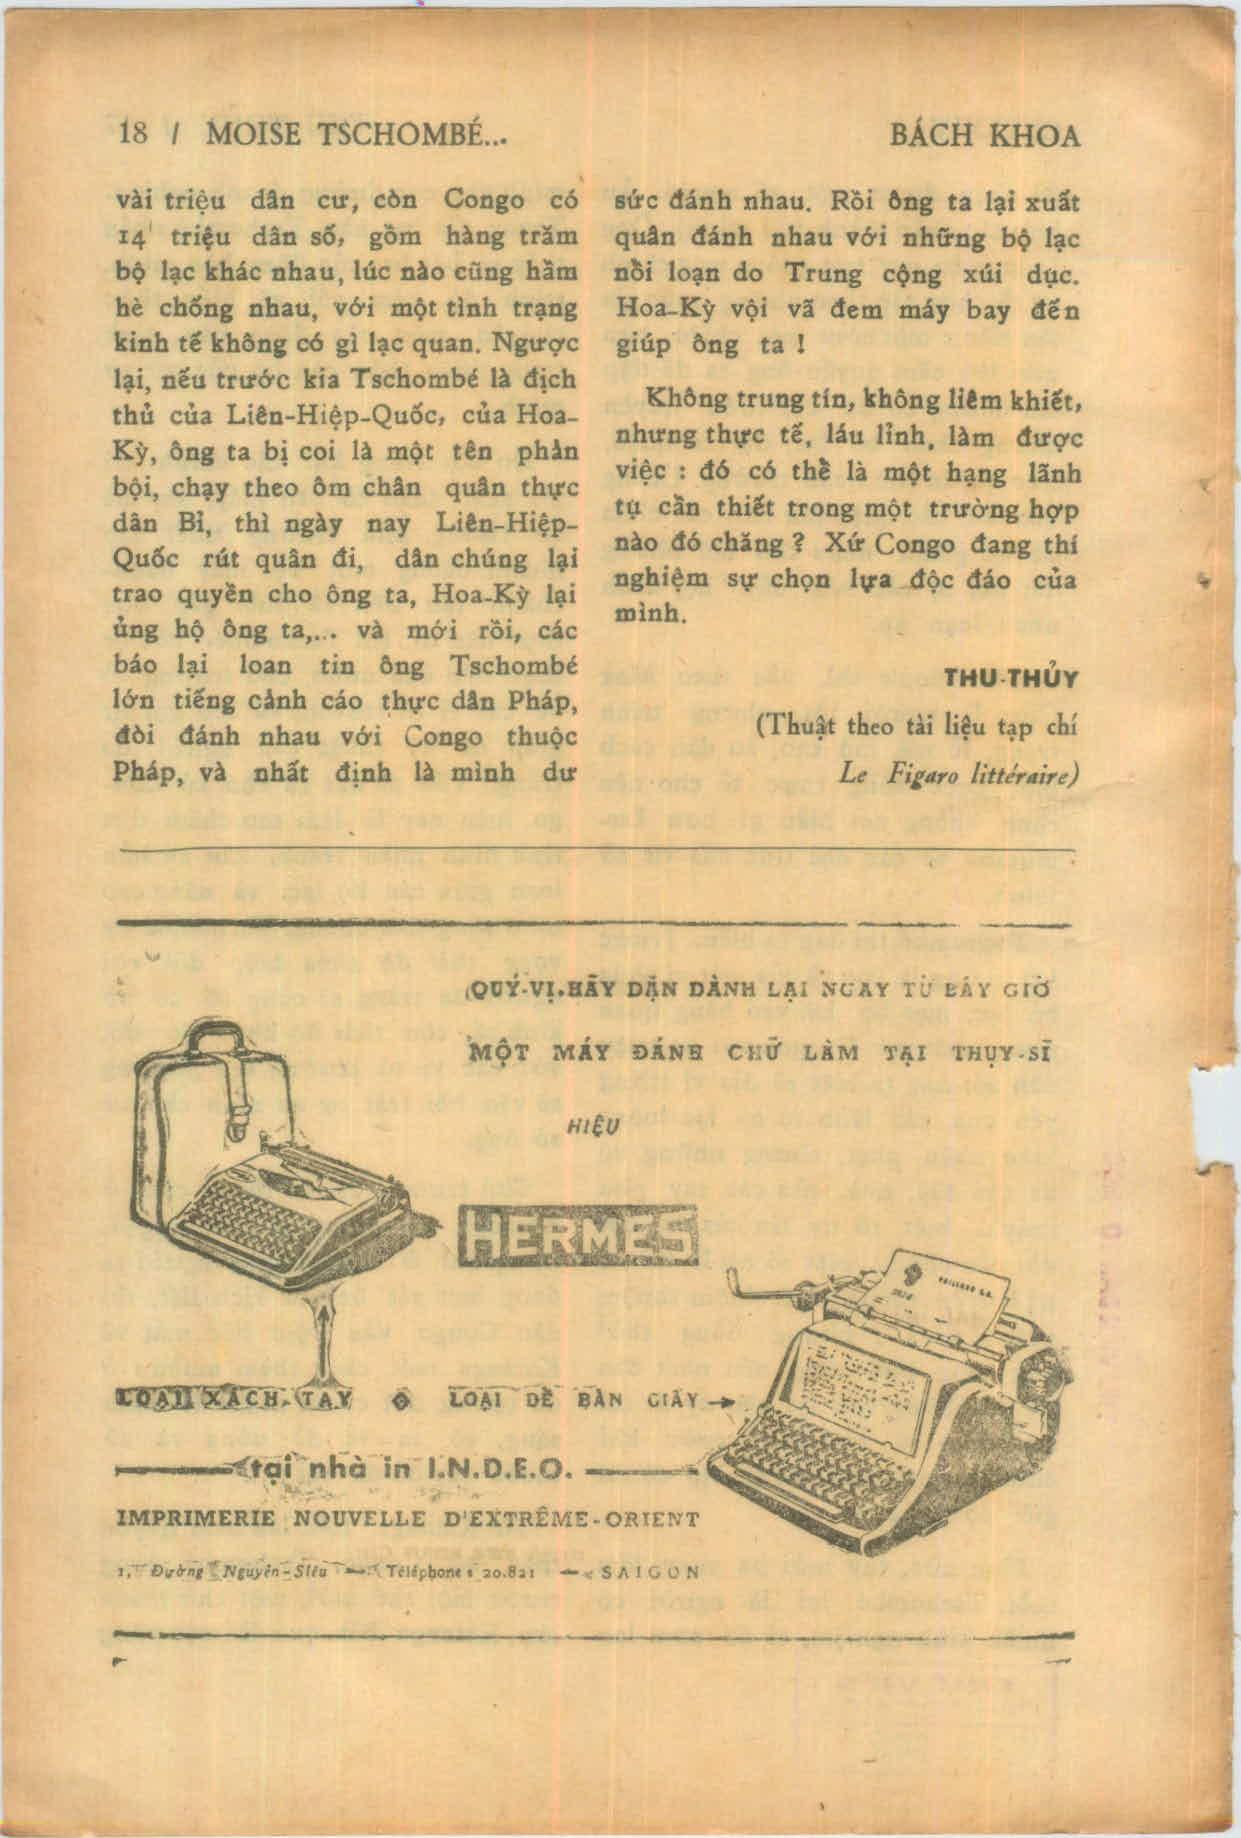 18 / MOISE TSCHOMBÉ...
BÁCH KHOA
vài triệu dân cư, còn Congo có
14 triệu dân số, gồm hàng trăm
bộ lạc khác nhau, lúc nào cũng hầm
hè chống nhau, với một tình trạng
kinh tế không có gì lạc quan. Ngược
lại, nếu trước kia Tschombé là địch
thủ của Liên-Hiệp-Quốc, của Hoa-
Kỳ, ông ta bị coi là một tên phản
bội, chạy theo ôm chân quân thực
dân Bỉ, thì ngày nay Liên-Hiệp-
Quốc rút quân đi, dân chúng lại
trao quyền cho ông ta, Hoa-Kỳ lại
ủng hộ ông ta,... và mới rồi, các
báo lại loan tin ông Tschombé
lớn tiếng cảnh cáo thực dân Pháp,
đòi đánh nhau với Congo thuộc
Pháp, và nhất định là mình dư
sức đánh nhau. Rồi ông ta lại xuất
quân đánh nhau với những bộ lạc
nồi loạn do Trung cộng xúi dục.
Hoa-Kỳ vội vã đem máy bay đến
giúp ông ta !
Không trung tín, không liêm khiết,
nhưng thực tế, láu lỉnh, làm được
việc : đó có thề là một hạng lãnh
tụ cần thiết trong một trường hợp
nào đó chăng ? Xứ Congo đang thí
nghiệm sự chọn lựa độc đáo của
mình.
THU-THỦY
(Thuật theo tài liệu tạp chí
Le Figaro littéraire)
QUÝ-VỊ HÃY DẶN DÀNH LẠI NGAY TỪ BÂY GIỜ
MỘT MÁY ĐÁNH CHỮ LÀM TẠI THỤY-SĨ
HIỆU
HERMES
LOẠI XÁCH TAY LOẠI ĐỀ BÀN GIẤY
tại nhà in I.N.D.E.O.
IMPRIMERIE NOUVELLE D'EXTRÊME-ORIENT
1, Đường Nguyễn-Siêu — Téléphone : 20.821 — SAIGON